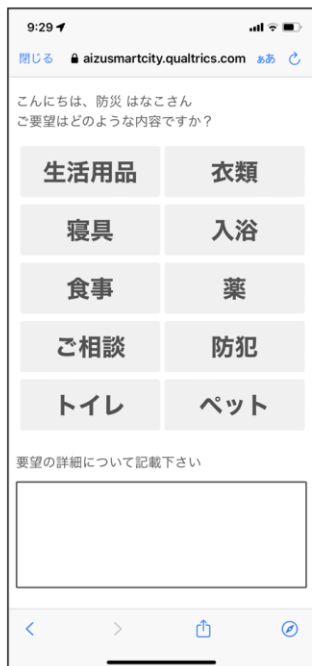 9:29
閉じる aizusmartcity.qualtrics.com ぁあ
こんにちは、防災 はなこさん
ご要望はどのような内容ですか？
生活用品 衣類
寝具 入浴
食事 薬
ご相談 防犯
トイレ ペット
要望の詳細について記載下さい